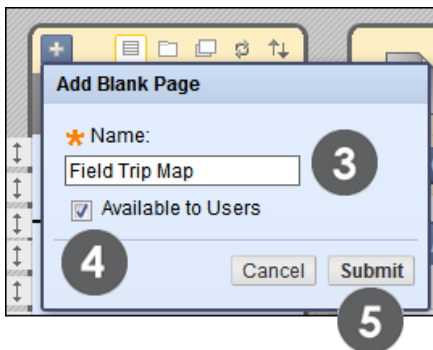 Add Blank Page
Name:
3
Field Trip Map
Available to Users
4
Cancel Submit
5